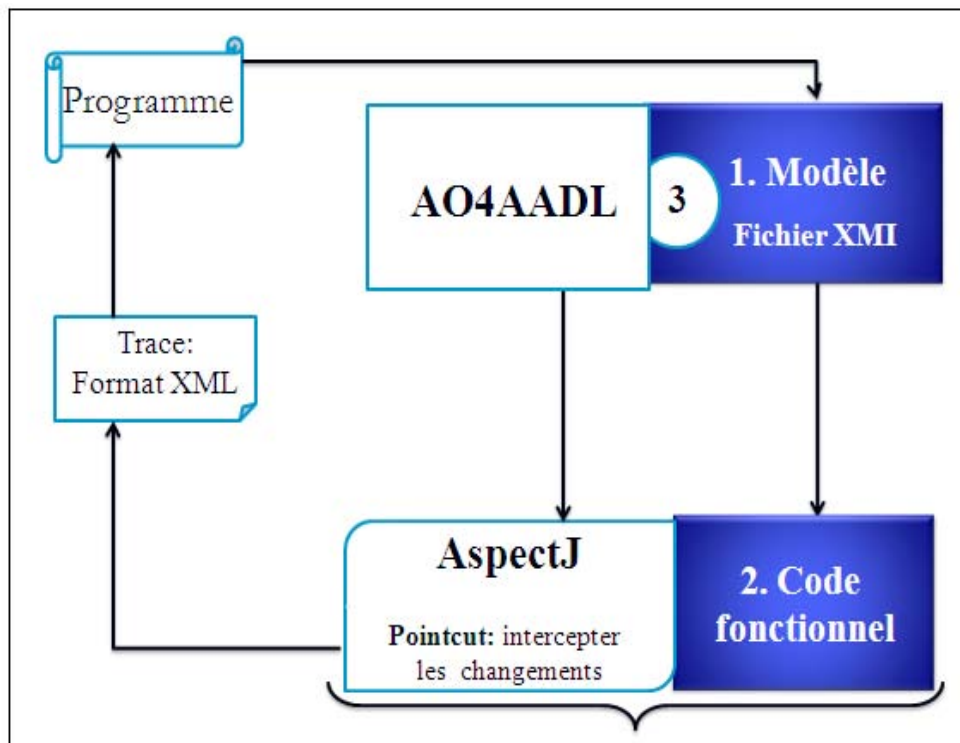 Programme
AO4AADL
3
1. Modèle
Fichier XMI
Trace:
Format XML
AspectJ
Pointcut: intercepter
les changements
2. Code
fonctionnel